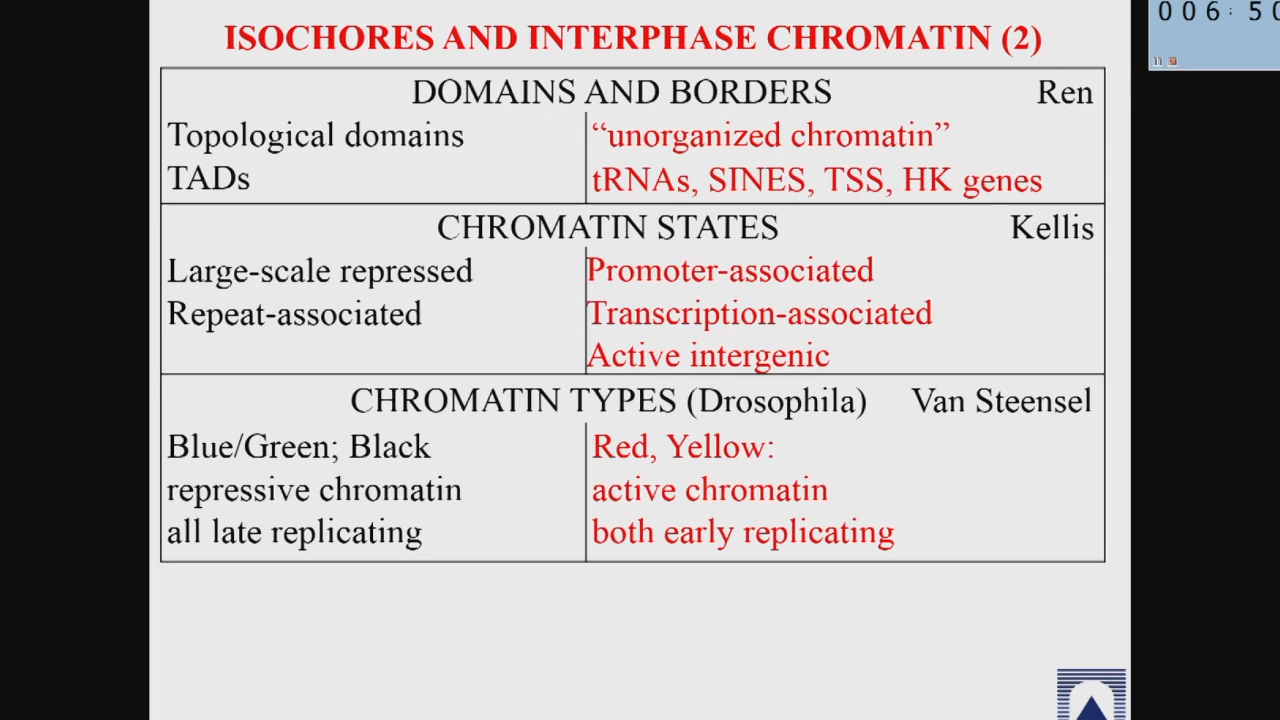 ISOCHORES AND INTERPHASE CHROMATIN (2)
006: 50
DOMAINS AND BORDERS Ren
Topological domains “unorganized chromatin”
TADs tRNAs, SINES, TSS, HK genes
CHROMATIN STATES Kellis
Large-scale repressed Promoter-associated
Repeat-associated Transcription-associated
Active intergenic
CHROMATIN TYPES (Drosophila) Van Steensel
Blue/Green; Black Red, Yellow:
repressive chromatin active chromatin
all late replicating both early replicating